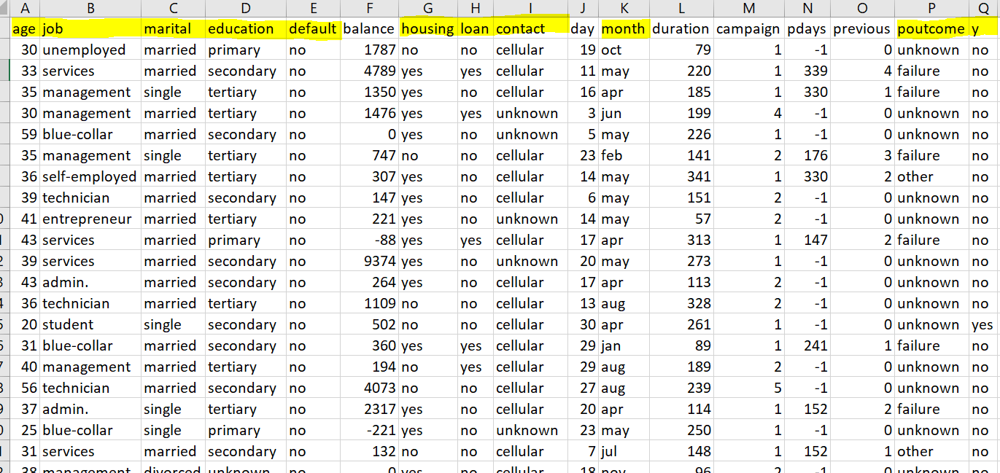 A B C D E F G H I J K L M N O P Q
age job marital education default balance housing loan contact day month duration campaign pdays previous poutcome y
30 unemployed married primary no 1787 no no cellular 19 oct 79 1 -1 0 unknown no
33 services married secondary no 4789 yes yes cellular 11 may 220 1 339 4 failure no
35 management single tertiary no 1350 yes no cellular 16 apr 185 1 330 1 failure no
30 management married tertiary no 1476 yes yes unknown 3 jun 199 4 -1 0 unknown no
59 blue-collar married secondary no 0 yes no unknown 5 may 226 1 -1 0 unknown no
35 management single tertiary no 747 no no cellular 23 feb 141 2 176 3 failure no
36 self-employed married tertiary no 307 yes no cellular 14 may 341 1 330 2 other no
39 technician married secondary no 147 yes no cellular 6 may 151 2 -1 0 unknown no
41 entrepreneur married tertiary no 221 yes no unknown 14 may 57 2 -1 0 unknown no
43 services married primary no -88 yes yes cellular 17 apr 313 1 147 2 failure no
39 services married secondary no 9374 yes no unknown 20 may 273 1 -1 0 unknown no
43 admin. married secondary no 264 yes no cellular 17 apr 113 2 -1 0 unknown no
36 technician married tertiary no 1109 no no cellular 13 aug 328 2 -1 0 unknown no
20 student single secondary no 502 no no cellular 30 apr 261 1 -1 0 unknown yes
31 blue-collar married secondary no 360 yes yes cellular 29 jan 89 1 241 1 failure no
40 management married tertiary no 194 no yes cellular 29 aug 189 2 -1 0 unknown no
56 technician married secondary no 4073 no no cellular 27 aug 239 5 -1 0 unknown no
37 admin. single tertiary no 2317 yes no cellular 20 apr 114 1 152 2 failure no
25 blue-collar single primary no -221 yes no unknown 23 may 250 1 -1 0 unknown no
31 services married secondary no 132 no no cellular 7 jul 148 1 152 1 other no
38 management divorced unknown no 0 yes no cellular 18 nov 96 2 -1 0 unknown no